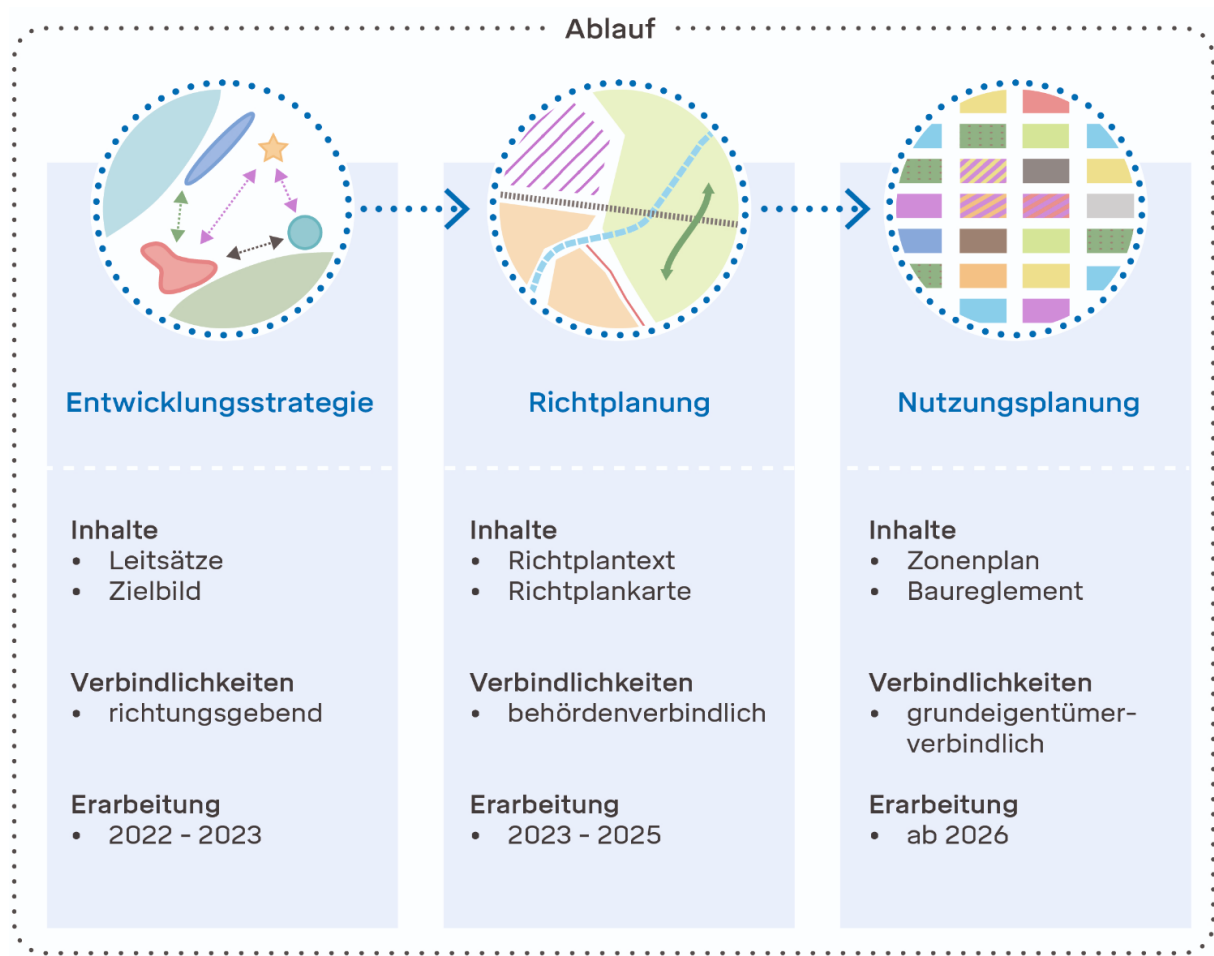 Ablauf
Entwicklungsstrategie
Inhalte
• Leitsätze
• Zielbild
Verbindlichkeiten
• richtungsgebend
Erarbeitung
• 2022 - 2023
Richtplanung
Inhalte
• Richtplantext
• Richtplankarte
Verbindlichkeiten
• behördenverbindlich
Erarbeitung
• 2023 - 2025
Nutzungsplanung
Inhalte
• Zonenplan
• Baureglement
Verbindlichkeiten
• grundeigentümer-
verbindlich
Erarbeitung
• ab 2026